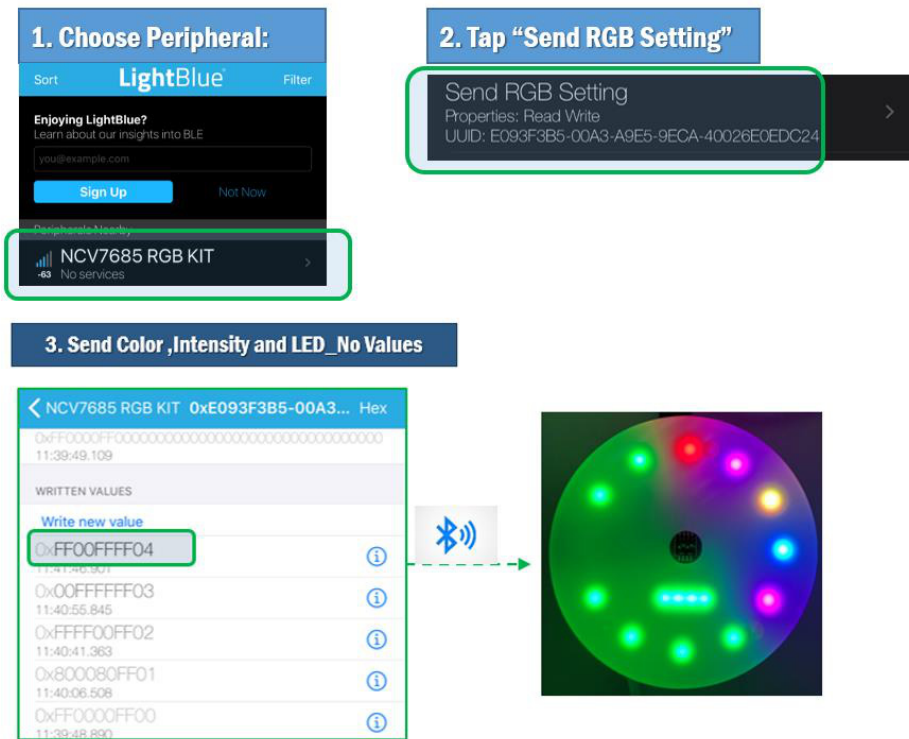 1. Choose Peripheral:
Sort LightBlue Filter
Enjoying LightBlue?
Learn about our insights into BLE
you@example.com
Sign Up Not Now
Peripherals Nearby
NCV7685 RGB KIT
-63 No services
2. Tap “Send RGB Setting”
Send RGB Setting
Properties: Read Write
UUID: E093F3B5-00A3-A9E5-9ECA-40026E0EDC24
3. Send Color ,Intensity and LED_No Values
NCV7685 RGB KIT 0xE093F3B5-00A3... Hex
11:39:49.109
WRITTEN VALUES
Write new value
0xFF00FFFF04
11:41:46.901
0x00FFFFFF03
11:40:55.845
0xFFFF00FF02
11:40:41.363
0x800080FF01
11:40:06.508
0xFF0000FF00
11:39:48.890